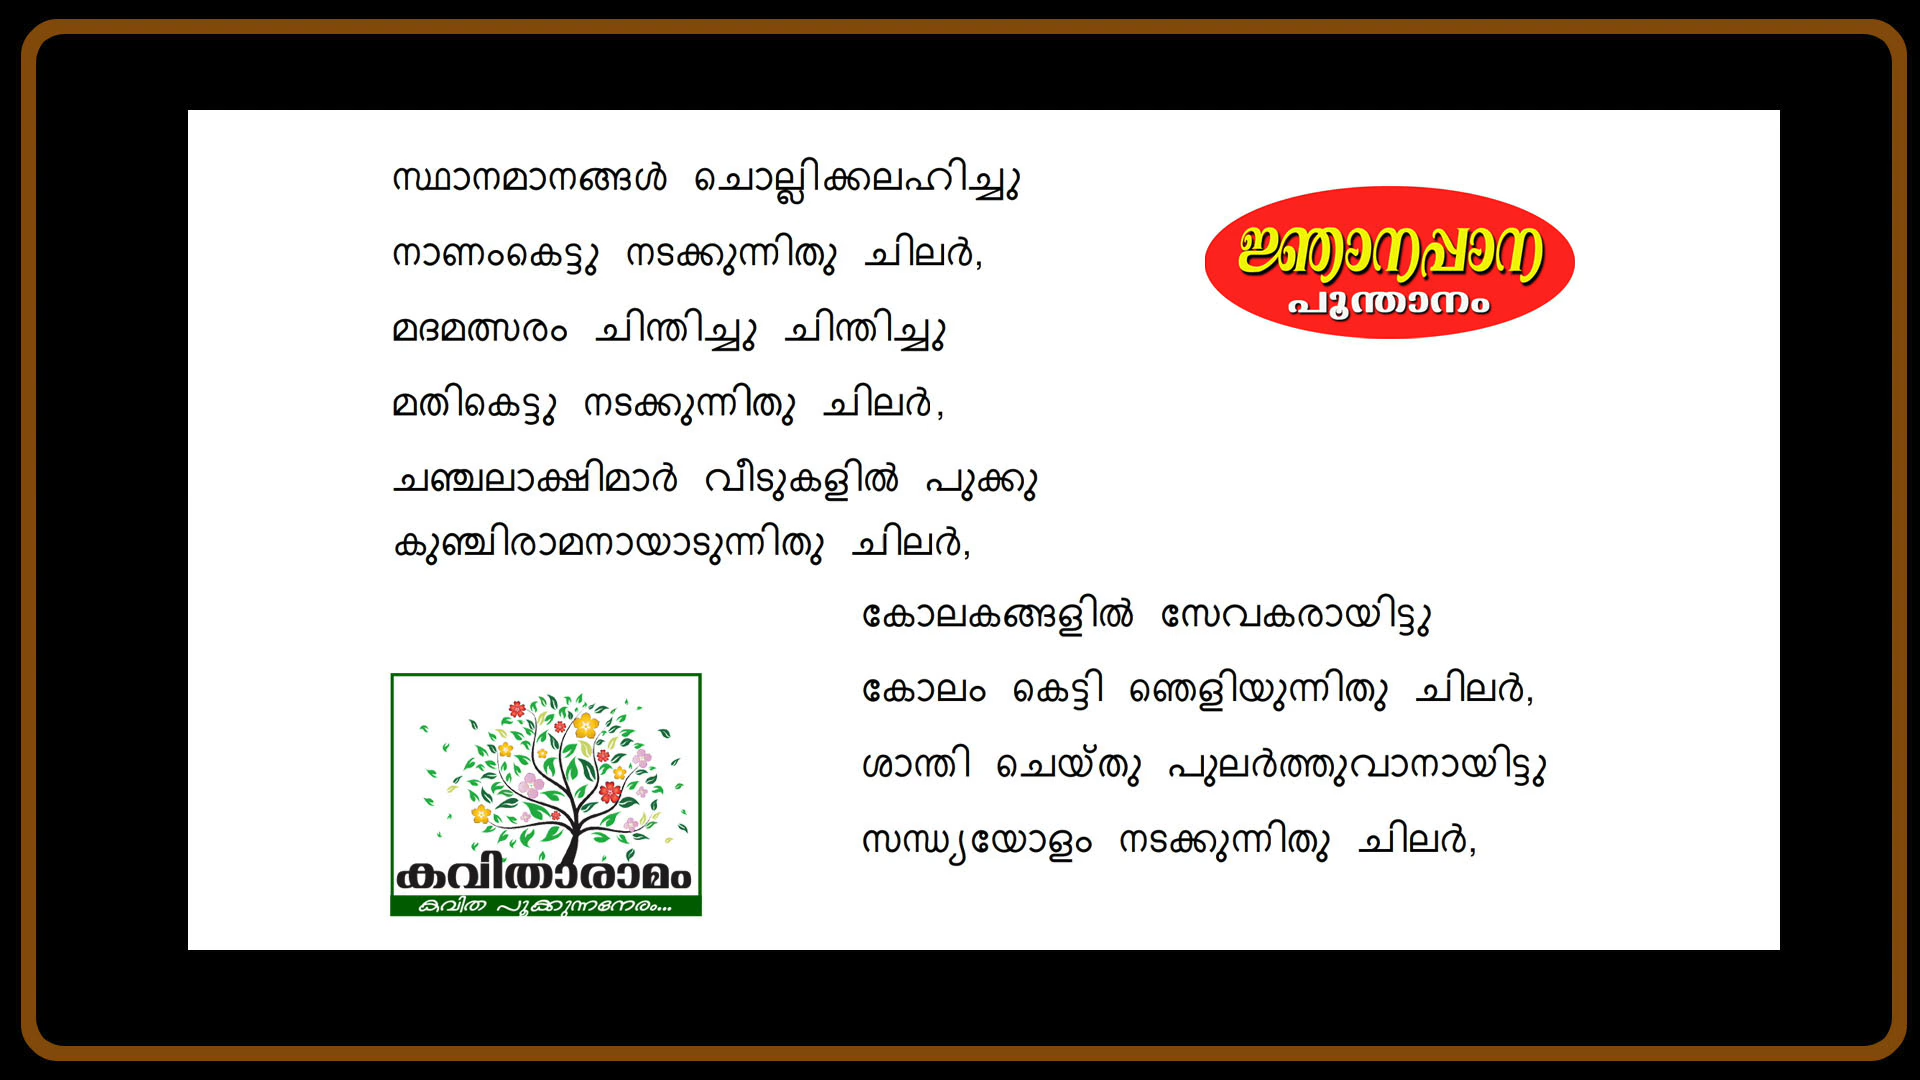 സ്ഥാനമാനങ്ങൾ ചൊല്ലിക്കലഹിച്ചു
നാണംകെട്ടു നടക്കുന്നിതു ചിലർ,
മദമത്സരം ചിന്തിച്ചു ചിന്തിച്ചു
മതികെട്ടു നടക്കുന്നിതു ചിലർ,
ചഞ്ചലാക്ഷിമാർ വീടുകളിൽ പുക്കു
കുഞ്ചിരാമനായാടുന്നിതു ചിലർ,
ജ്ഞാനപ്പാന
പൂന്താനം
കോലകങ്ങളിൽ സേവകരായിട്ടു
കോലം കെട്ടി ഞെളിയുന്നിതു ചിലർ,
ശാന്തി ചെയ്തു പുലർത്തുവാനായിട്ടു
സന്ധ്യയോളം നടക്കുന്നിതു ചിലർ,
കവിതാരാമം
കവിത പൂക്കുന്നനേരം...